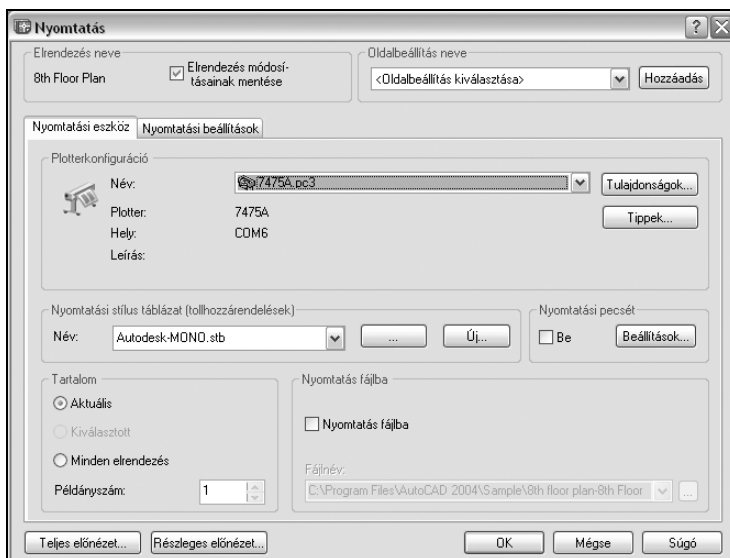 Nyomtatás
Elrendezés neve
8th Floor Plan
Elrendezés módosí-
tásainak mentése
Oldalbeállítás neve
<Oldalbeállítás kiválasztása>
Hozzáadás
Nyomtatási eszköz
Nyomtatási beállítások
Plotterkonfiguráció
Név:
7475A.pc3
Tulajdonságok...
Plotter:
7475A
Tippek...
Hely:
COM6
Leírás:
Nyomtatási stílus táblázat (tollhozzárendelések)
Név:
Autodesk-MONO.stb
...
Új...
Nyomtatási pecsét
Be
Beállítások...
Tartalom
Aktuális
Kiválasztott
Minden elrendezés
Példányszám:
1
Nyomtatás fájlba
Nyomtatás fájlba
Fájlnév:
C:\Program Files\AutoCAD 2004\Sample\8th floor plan-8th Floor
...
Teljes előnézet...
Részleges előnézet...
OK
Mégse
Súgó